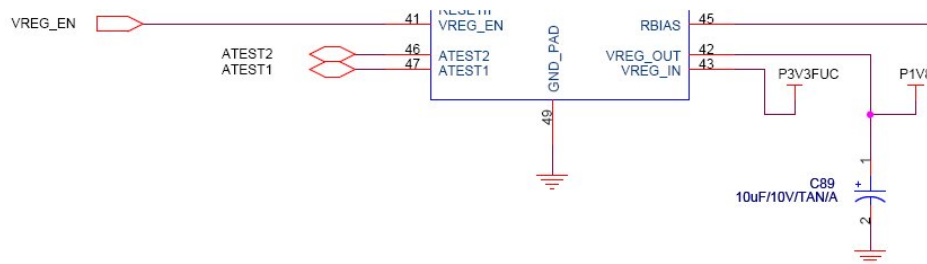 VREG_EN 41 VREG_EN RBIAS 45
ATEST2 46 ATEST2 VREG_OUT 42
ATEST1 47 ATEST1 VREG_IN 43
GND_PAD
49
P3V3FUC
1
C89
+
10uF/10V/TAN/A
2